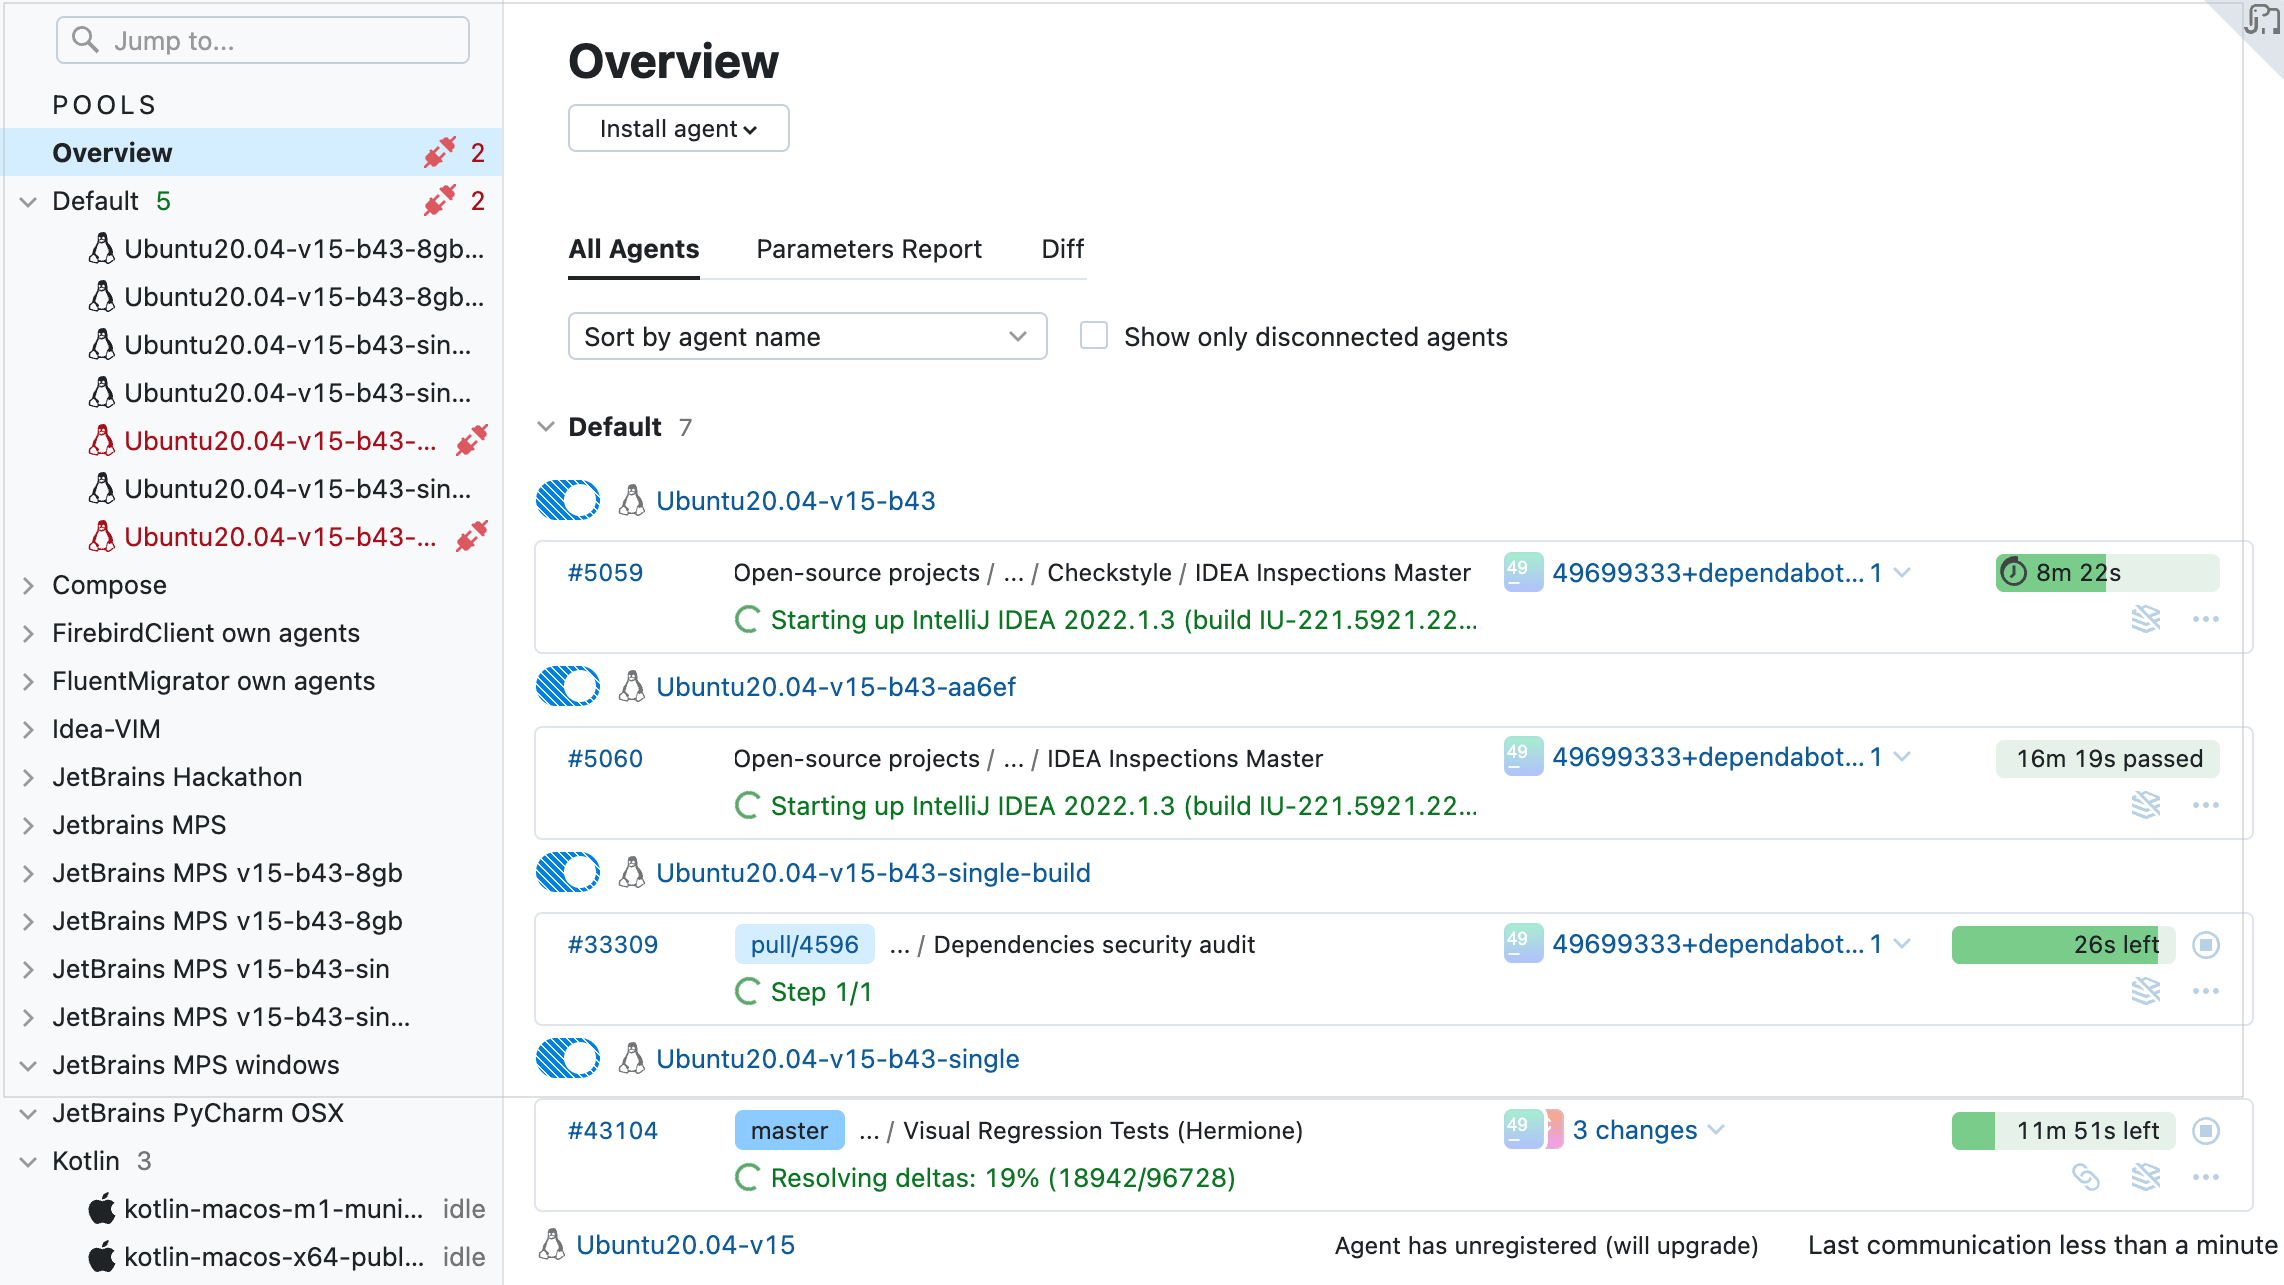 Jump to...
POOLS
Overview 2
Default 5 2
Ubuntu20.04-v15-b43-8gb...
Ubuntu20.04-v15-b43-8gb...
Ubuntu20.04-v15-b43-sin...
Ubuntu20.04-v15-b43-sin...
Ubuntu20.04-v15-b43-...
Ubuntu20.04-v15-b43-sin...
Ubuntu20.04-v15-b43-...
Compose
FirebirdClient own agents
FluentMigrator own agents
Idea-VIM
JetBrains Hackathon
Jetbrains MPS
JetBrains MPS v15-b43-8gb
JetBrains MPS v15-b43-8gb
JetBrains MPS v15-b43-sin
JetBrains MPS v15-b43-sin...
JetBrains MPS windows
JetBrains PyCharm OSX
Kotlin 3
kotlin-macos-m1-muni... idle
kotlin-macos-x64-publ... idle
Overview
Install agent
All Agents Parameters Report Diff
Sort by agent name Show only disconnected agents
Default 7
Ubuntu20.04-v15-b43
#5059 Open-source projects / ... / Checkstyle / IDEA Inspections Master 49 49699333+dependabot... 1 8m 22s
Starting up IntelliJ IDEA 2022.1.3 (build IU-221.5921.22...
Ubuntu20.04-v15-b43-aa6ef
#5060 Open-source projects / ... / IDEA Inspections Master 49 49699333+dependabot... 1 16m 19s passed
Starting up IntelliJ IDEA 2022.1.3 (build IU-221.5921.22...
Ubuntu20.04-v15-b43-single-build
#33309 pull/4596 ... / Dependencies security audit 49 49699333+dependabot... 1 26s left
Step 1/1
Ubuntu20.04-v15-b43-single
#43104 master ... / Visual Regression Tests (Hermione) 49 3 changes 11m 51s left
Resolving deltas: 19% (18942/96728)
Ubuntu20.04-v15 Agent has unregistered (will upgrade) Last communication less than a minute